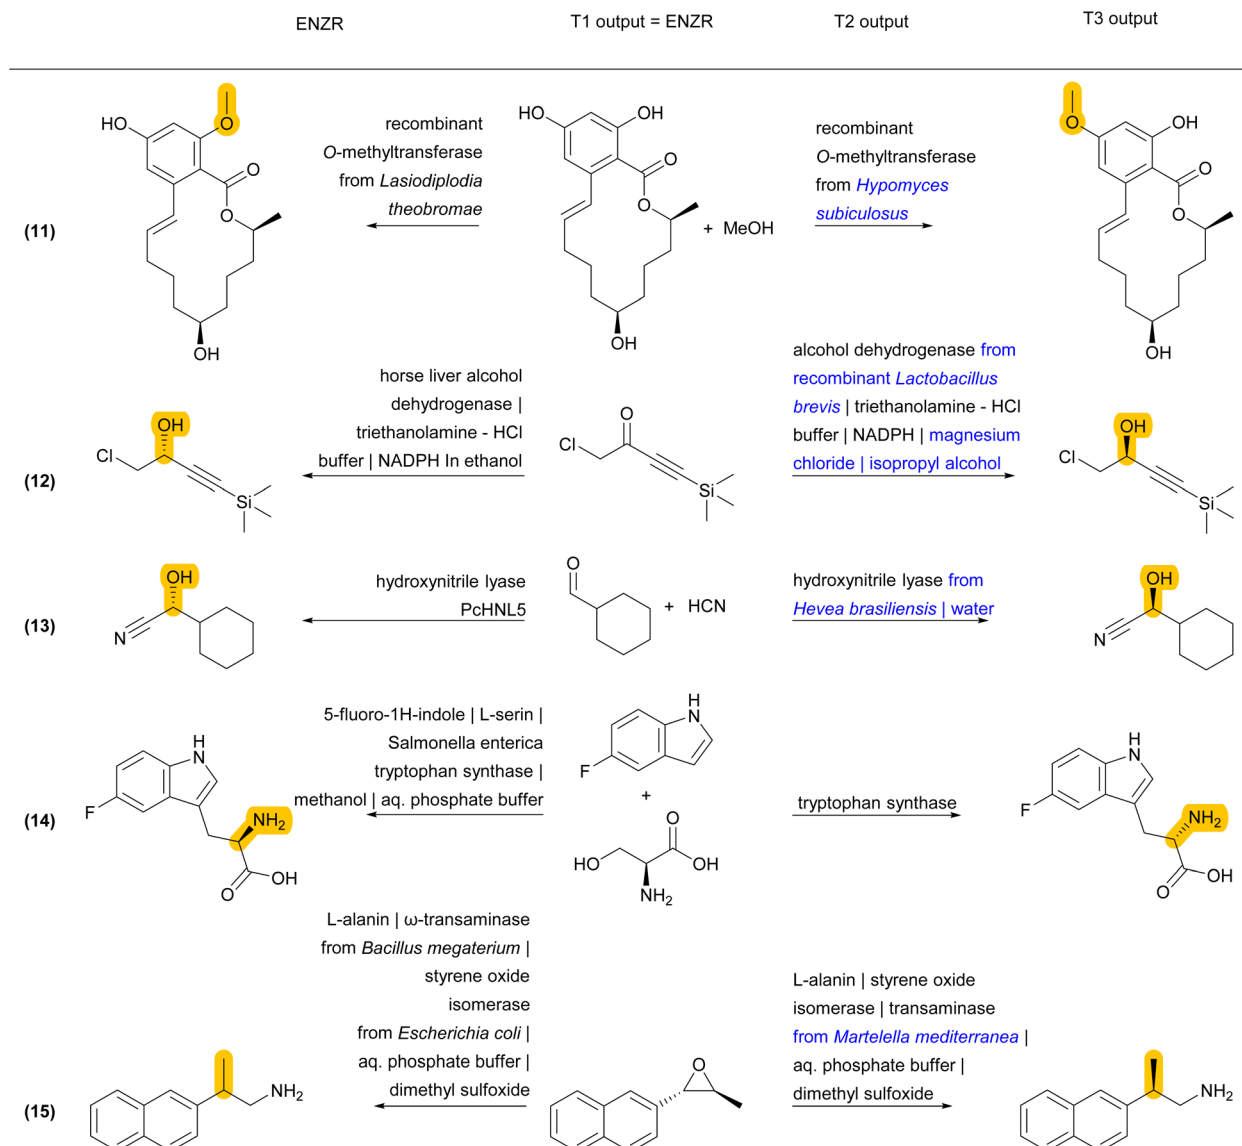 ENZR
T1 output = ENZR
T2 output
T3 output
(11)
HO
O
O
O
OH
recombinant
O-methyltransferase
from Lasiodiplodia
theobromae
HO
OH
O
O
OH
+ MeOH
recombinant
O-methyltransferase
from Hypomyces
subiculosus
O
OH
O
O
OH
(12)
OH
Cl
Si
horse liver alcohol
dehydrogenase |
triethanolamine - HCl
buffer | NADPH In ethanol
O
Cl
Si
alcohol dehydrogenase from
recombinant Lactobacillus
brevis | triethanolamine - HCl
buffer | NADPH | magnesium
chloride | isopropyl alcohol
OH
Cl
Si
(13)
OH
N
hydroxynitrile lyase
PcHNL5
O
+ HCN
hydroxynitrile lyase from
Hevea brasiliensis | water
OH
N
(14)
H
N
F
NH2
O
OH
5-fluoro-1H-indole | L-serin |
Salmonella enterica
tryptophan synthase |
methanol | aq. phosphate buffer
H
N
F
+
O
HO
OH
NH2
tryptophan synthase
H
N
F
NH2
O
OH
(15)
NH2
L-alanin | ω-transaminase
from Bacillus megaterium |
styrene oxide
isomerase
from Escherichia coli |
aq. phosphate buffer |
dimethyl sulfoxide
O
L-alanin | styrene oxide
isomerase | transaminase
from Martelella mediterranea |
aq. phosphate buffer |
dimethyl sulfoxide
NH2